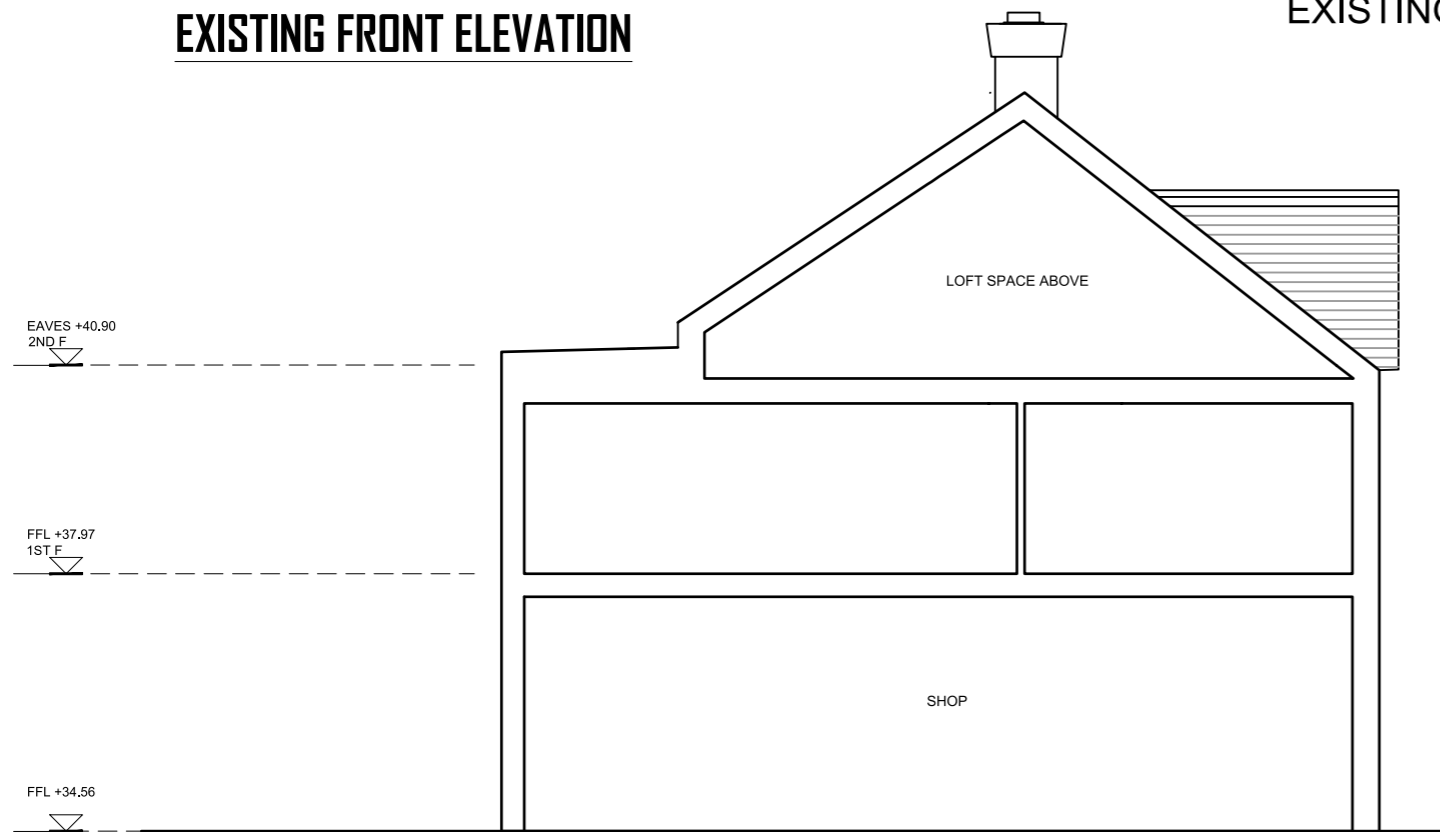 EXISTING FRONT ELEVATION
EXISTING
LOFT SPACE ABOVE
EAVES +40.90
2ND F
FFL +37.97
1ST F
SHOP
FFL +34.56